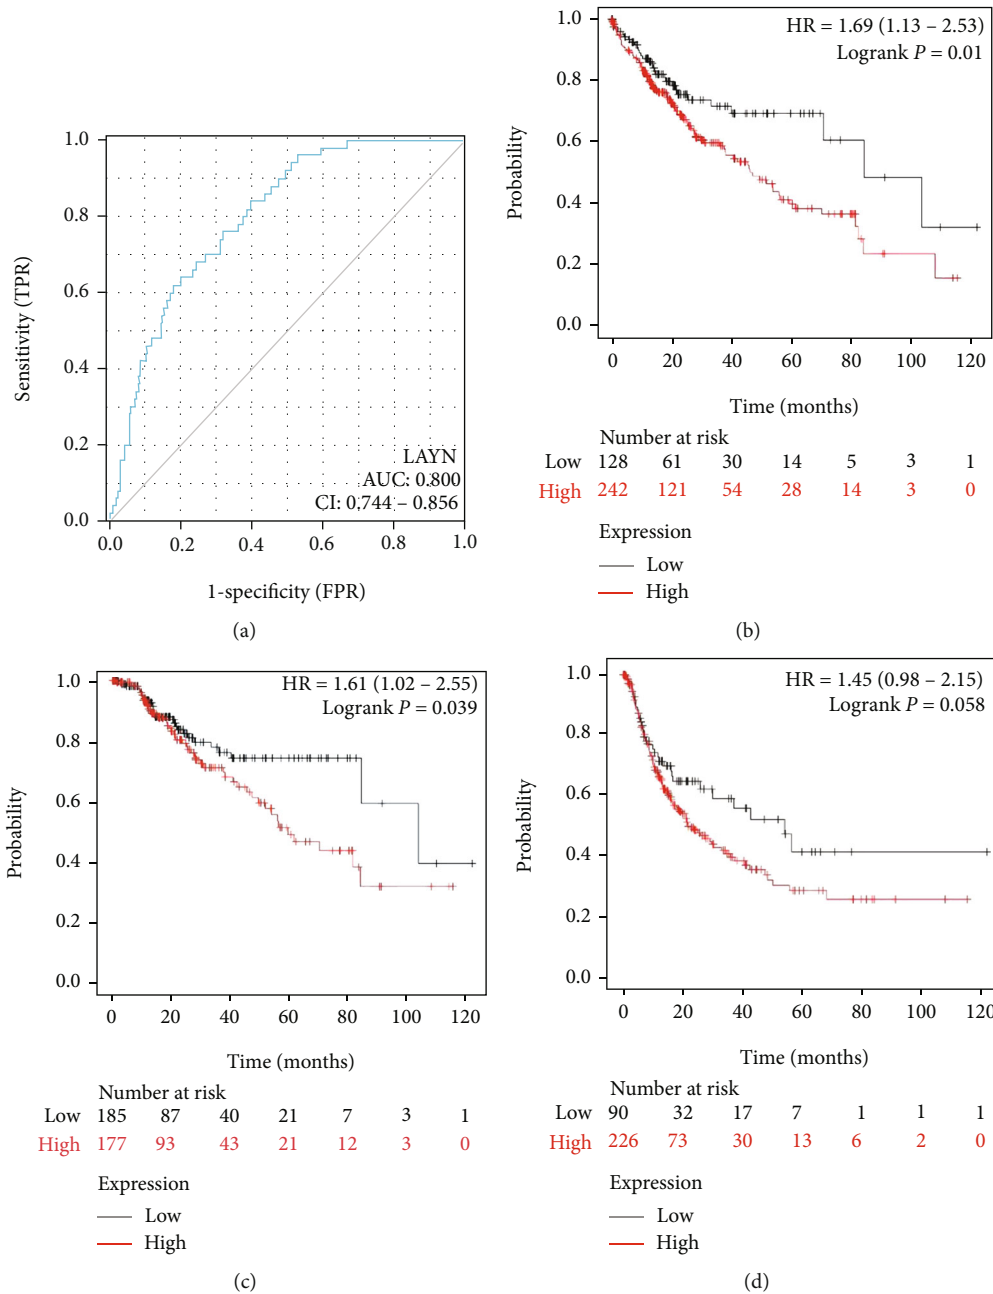 1.0
0.8
0.6
0.4
0.2
0.0
Sensitivity (TPR)
LAYN
AUC: 0.800
CI: 0.744 – 0.856
0.0 0.2 0.4 0.6 0.8 1.0
1-specificity (FPR)
(a)
HR = 1.69 (1.13 – 2.53)
Logrank P = 0.01
1.0
0.8
0.6
0.4
0.2
0.0
Probability
0 20 40 60 80 100 120
Time (months)
Number at risk
Low 128 61 30 14 5 3 1
High 242 121 54 28 14 3 0
Expression
Low
High
(b)
HR = 1.61 (1.02 – 2.55)
Logrank P = 0.039
1.0
0.8
0.6
0.4
0.2
0.0
Probability
0 20 40 60 80 100 120
Time (months)
Number at risk
Low 185 87 40 21 7 3 1
High 177 93 43 21 12 3 0
Expression
Low
High
(c)
HR = 1.45 (0.98 – 2.15)
Logrank P = 0.058
1.0
0.8
0.6
0.4
0.2
0.0
Probability
0 20 40 60 80 100 120
Time (months)
Number at risk
Low 90 32 17 7 1 1 1
High 226 73 30 13 6 2 0
Expression
Low
High
(d)